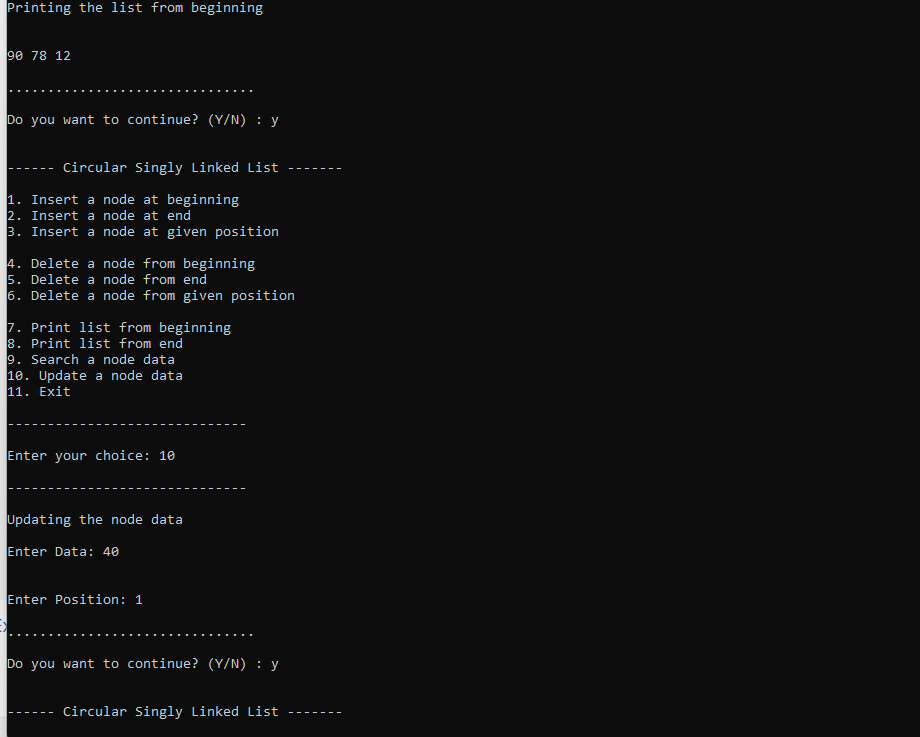 Printing the list from beginning
90 78 12
...............................
Do you want to continue? (Y/N) : y
------ Circular Singly Linked List -------
1. Insert a node at beginning
2. Insert a node at end
3. Insert a node at given position
4. Delete a node from beginning
5. Delete a node from end
6. Delete a node from given position
7. Print list from beginning
8. Print list from end
9. Search a node data
10. Update a node data
11. Exit
------------------------------
Enter your choice: 10
------------------------------
Updating the node data
Enter Data: 40
Enter Position: 1
...............................
Do you want to continue? (Y/N) : y
------ Circular Singly Linked List -------